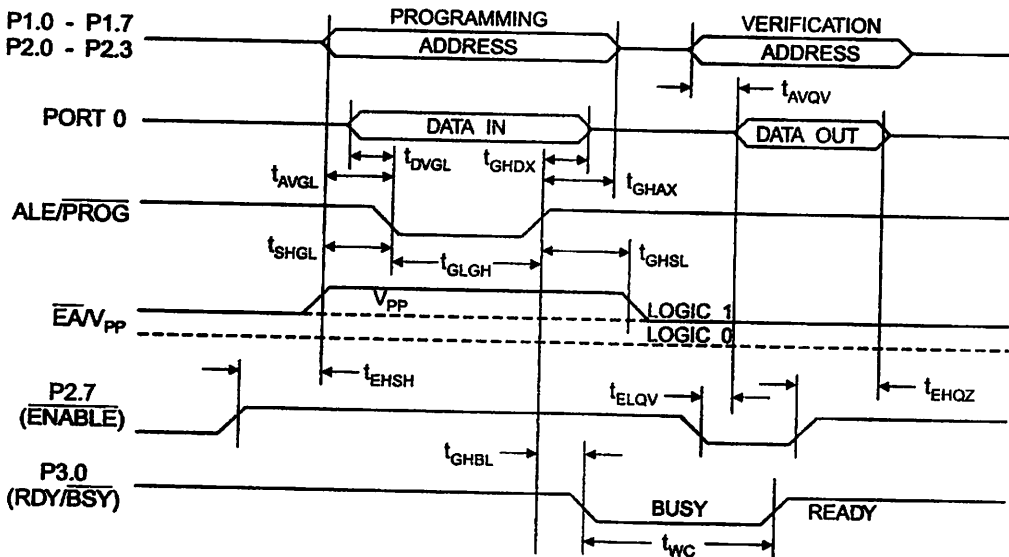 P1.0 - P1.7
P2.0 - P2.3
PROGRAMMING
ADDRESS
VERIFICATION
ADDRESS
tAVQV
PORT 0
DATA IN
DATA OUT
tDVGL
tGHDX
tAVGL
tGHAX
ALE/PROG
tSHGL
tGLGH
tGHSL
EA/VPP
VPP
LOGIC 1
LOGIC 0
tEHSH
tELQV
tEHQZ
P2.7
(ENABLE)
tGHBL
P3.0
(RDY/BSY)
BUSY
READY
tWC